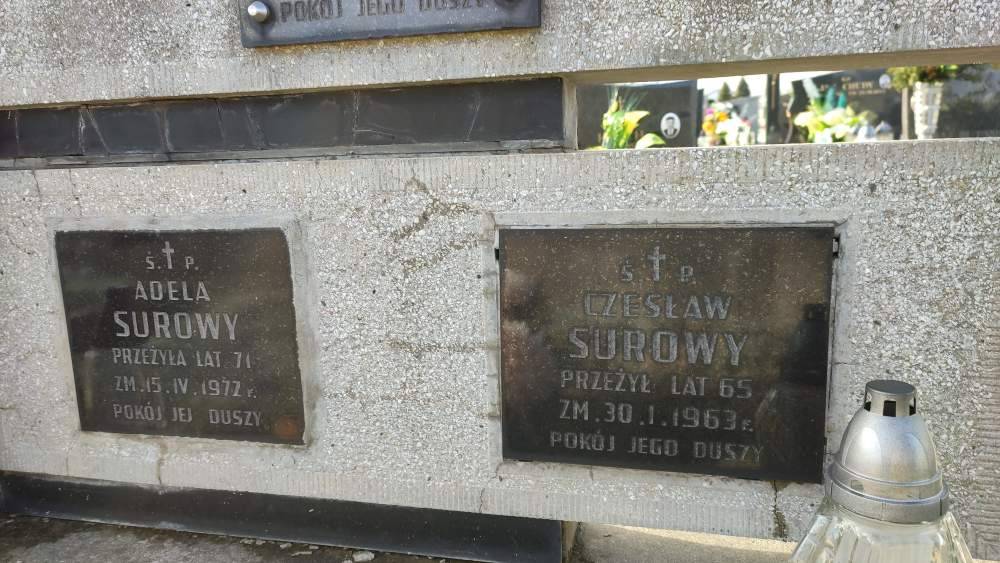 POKÓJ JEGO DUSZY
Ś.†P.
ADELA
SUROWY
PRZEŻYŁA LAT 71
ZM. 15. IV. 1972 r.
POKÓJ JEJ DUSZY
Ś†P.
CZESŁAW
SUROWY
PRZEŻYŁ LAT 65
ZM. 30. I. 1963 r.
POKÓJ JEGO DUSZY